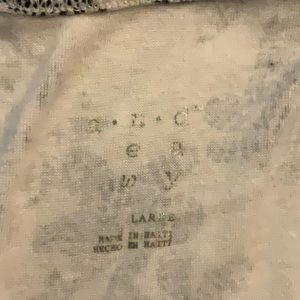 a • n • d
e
w y
LARGE
MADE IN HAITI
HECHO EN HAITI